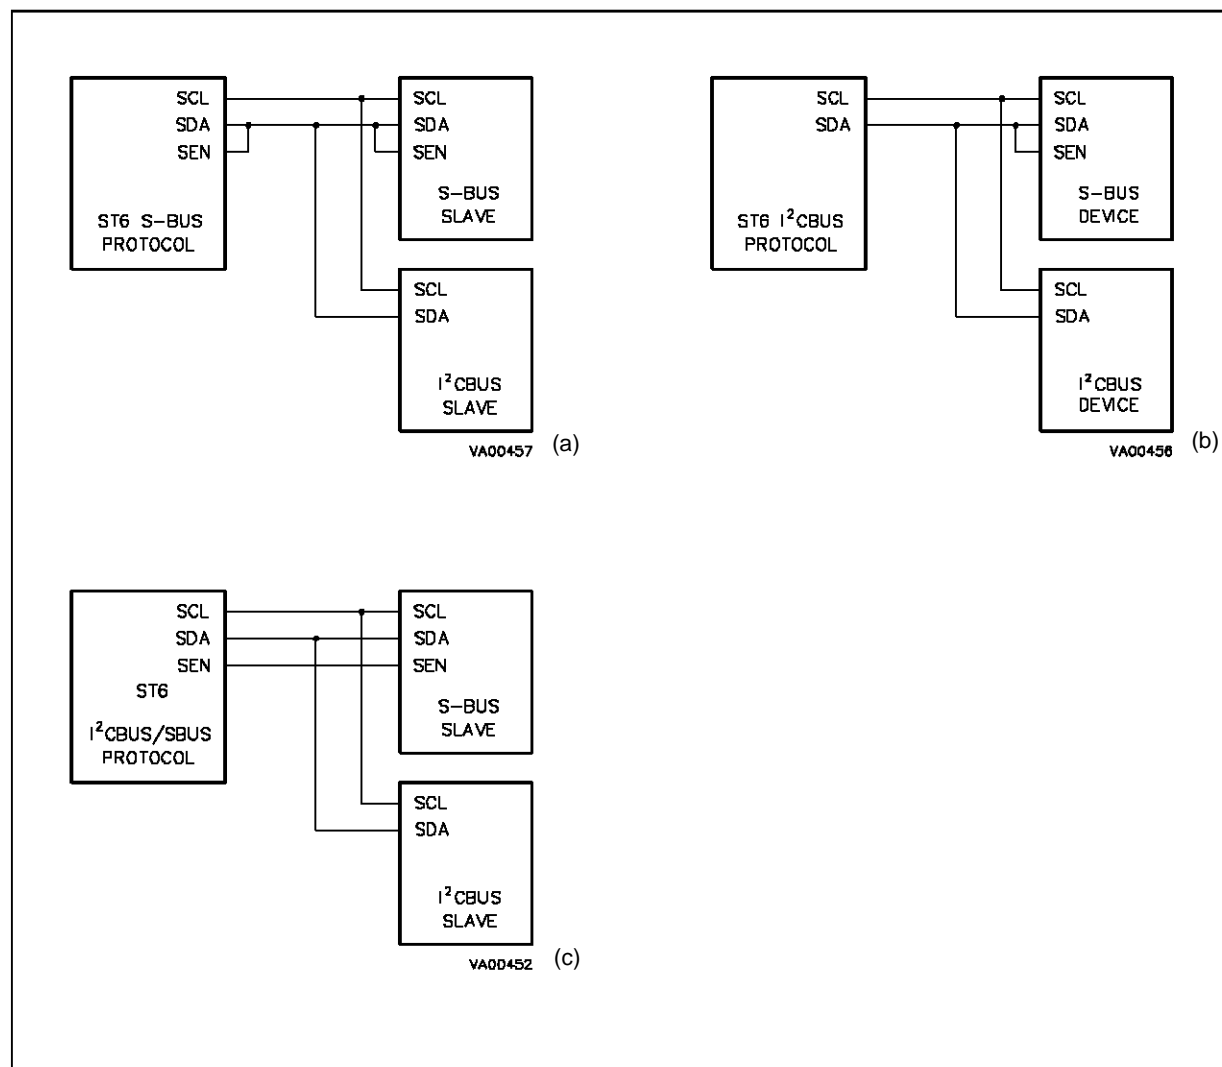 SCL
SDA
SEN
ST6 S-BUS
PROTOCOL
SCL
SDA
SEN
S-BUS
SLAVE
SCL
SDA
I²CBUS
SLAVE
VA00457
(a)
SCL
SDA
ST6 I²CBUS
PROTOCOL
SCL
SDA
SEN
S-BUS
DEVICE
SCL
SDA
I²CBUS
DEVICE
VA00456
(b)
SCL
SDA
SEN
ST6
I²CBUS/SBUS
PROTOCOL
SCL
SDA
SEN
S-BUS
SLAVE
SCL
SDA
I²CBUS
SLAVE
VA00452
(c)